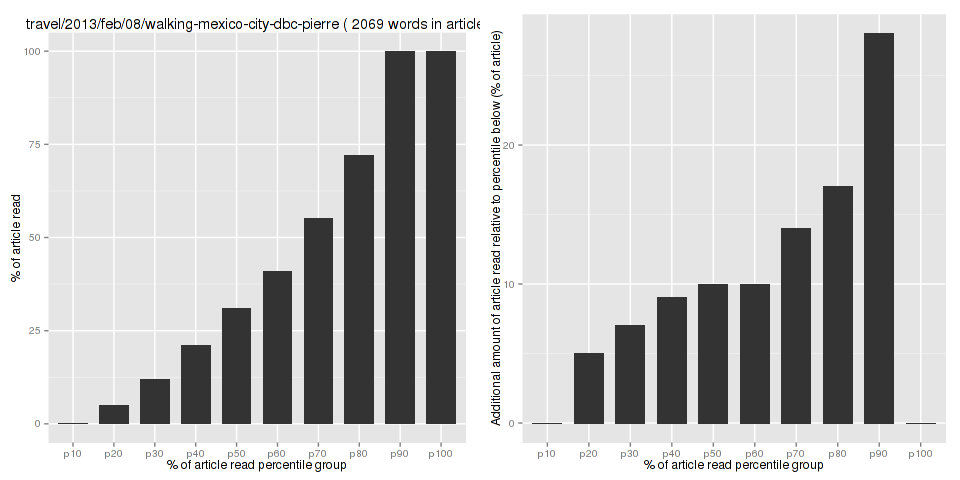 travel/2013/feb/08/walking-mexico-city-dbc-pierre ( 2069 words in article
% of article read
100
75
50
25
0
p10 p20 p30 p40 p50 p60 p70 p80 p90 p100
% of article read percentile group
Additional amount of article read relative to percentile below (% of article)
20
10
0
p10 p20 p30 p40 p50 p60 p70 p80 p90 p100
% of article read percentile group